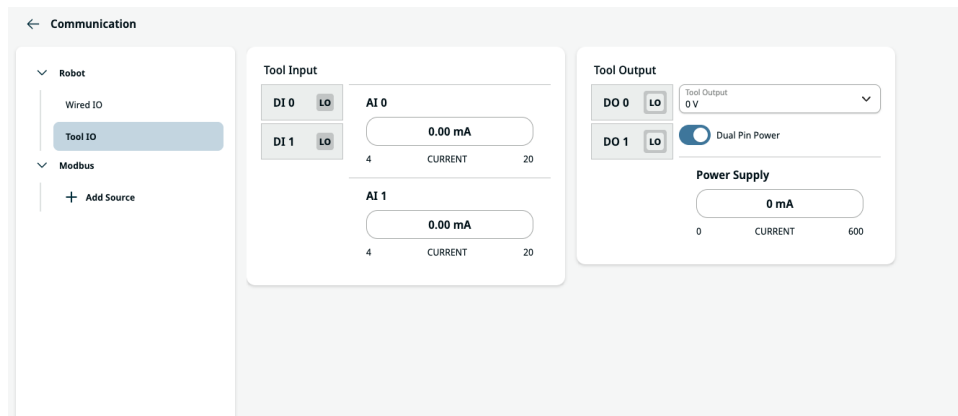 Communication
Robot
Wired IO
Tool IO
Modbus
Add Source
Tool Input
DI 0 LO
DI 1 LO
AI 0
0.00 mA
4 CURRENT 20
AI 1
0.00 mA
4 CURRENT 20
Tool Output
DO 0 LO
DO 1 LO
Tool Output
0 V
Dual Pin Power
Power Supply
0 mA
0 CURRENT 600